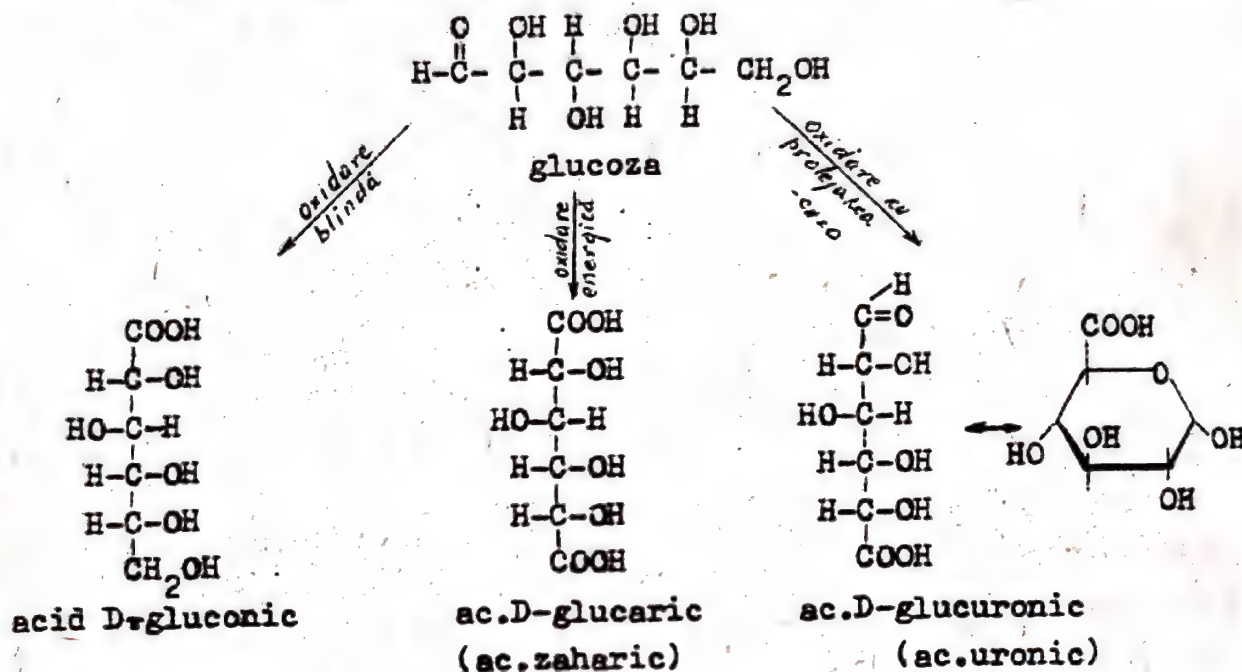 O OH H OH OH
H-C- C- C- C- C- CH2OH
H OH H H
glucoza
oxidare
blindă
oxidare
energică
oxidare cu
protejarea
COOH
H-C-OH
HO-C-H
H-C-OH
H-C-OH
CH2OH
acid D-gluconic
COOH
H-C-OH
HO-C-H
H-C-OH
H-C-OH
COOH
ac.D-glucaric
(ac.zaharic)
H
C=O
H-C-CH
HO-C-H
H-C-OH
H-C-OH
COOH
ac.D-glucuronic
(ac.uronic)
COOH
O
HO OH OH
OH